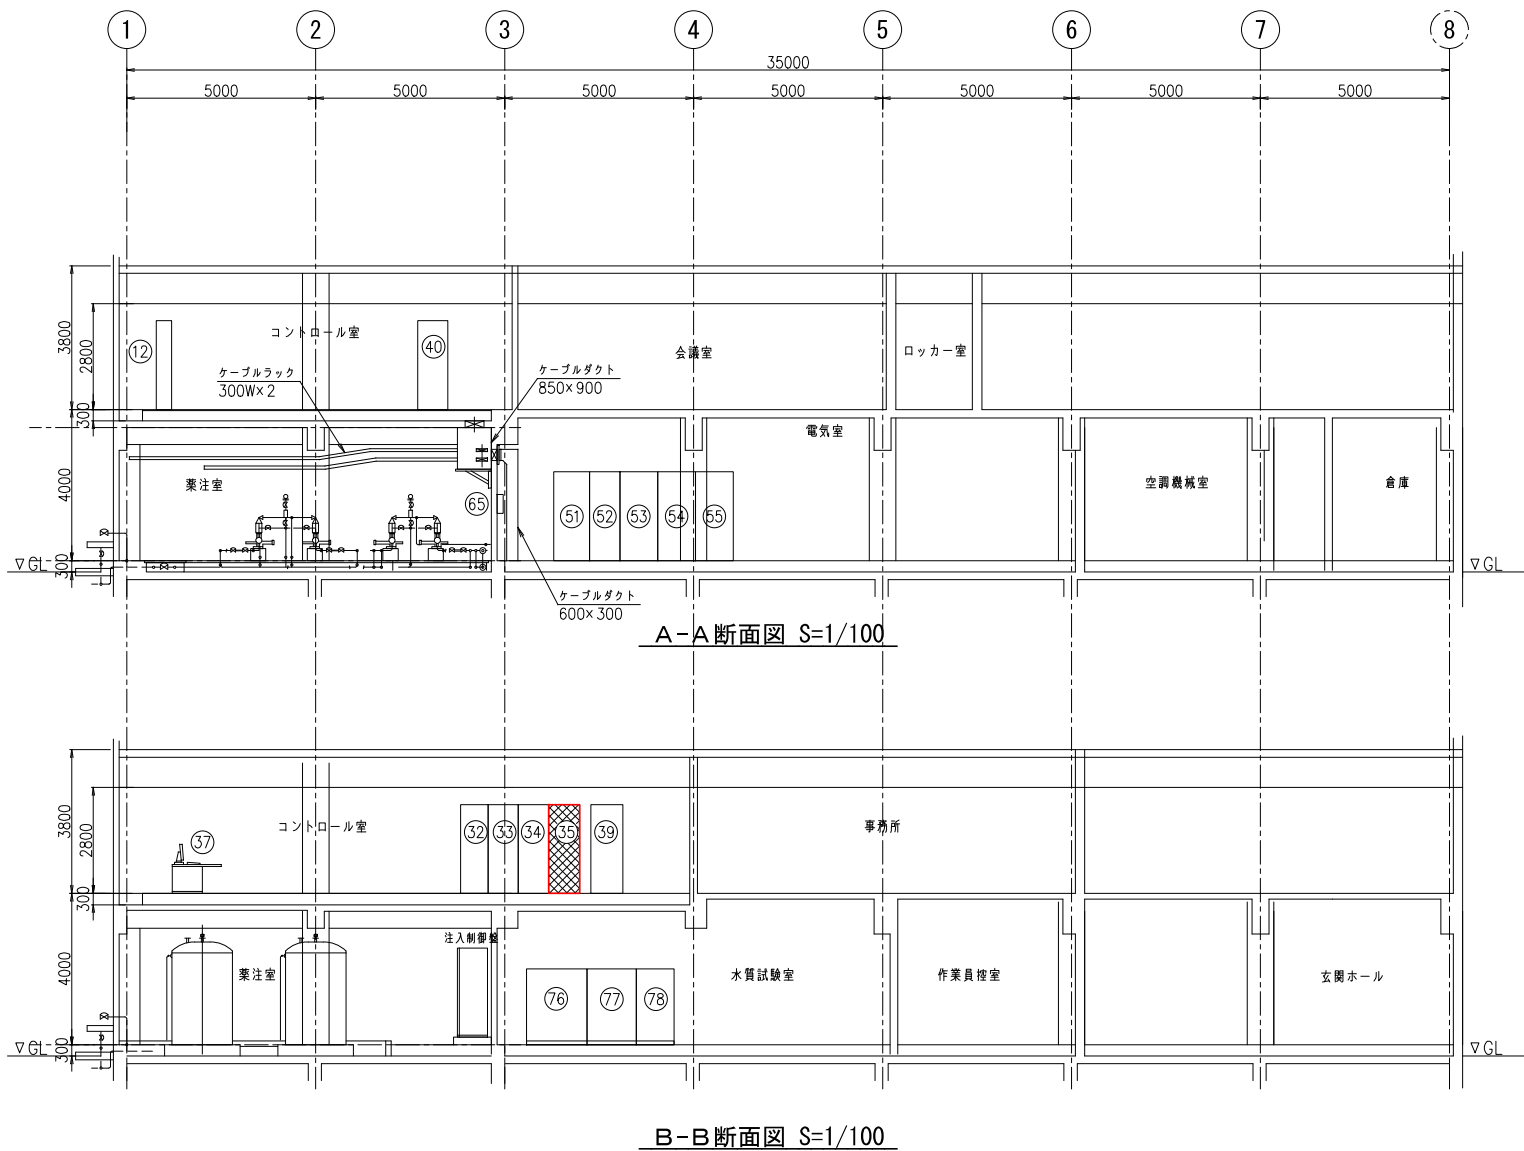 1 2 3 4 5 6 7 8
35000
5000 5000 5000 5000 5000 5000 5000
3800
2800
300
4000
300
12
コントロール室
40
ケーブルラック
300W×2
ケーブルダクト
850×900
会議室
ロッカー室
電気室
薬注室
65
51 52 53 54 55
空調機械室
倉庫
▽GL
▽GL
ケーブルダクト
600×300
A-A断面図 S=1/100
3800
2800
300
4000
300
37
コントロール室
32 33 34 35 39
事務所
注入制御盤
薬注室
76 77 78
水質試験室
作業員控室
玄関ホール
▽GL
▽GL
B-B断面図 S=1/100